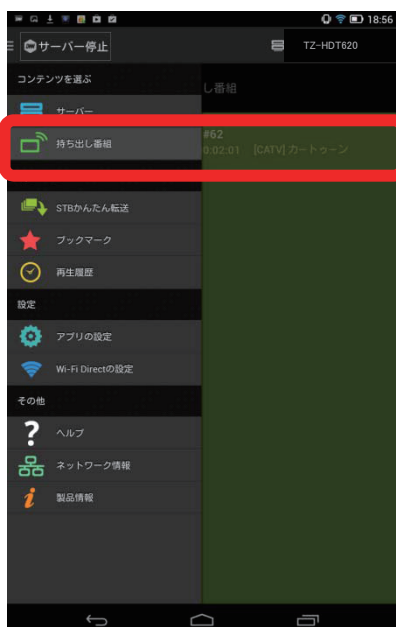 18:56
サーバー停止
TZ-HDT620
コンテンツを選ぶ
し番組
サーバー
#62
持ち出し番組
0:02:01 [CATV] カートゥーン
STBかんたん転送
ブックマーク
再生履歴
設定
アプリの設定
Wi-Fi Directの設定
その他
ヘルプ
ネットワーク情報
製品情報